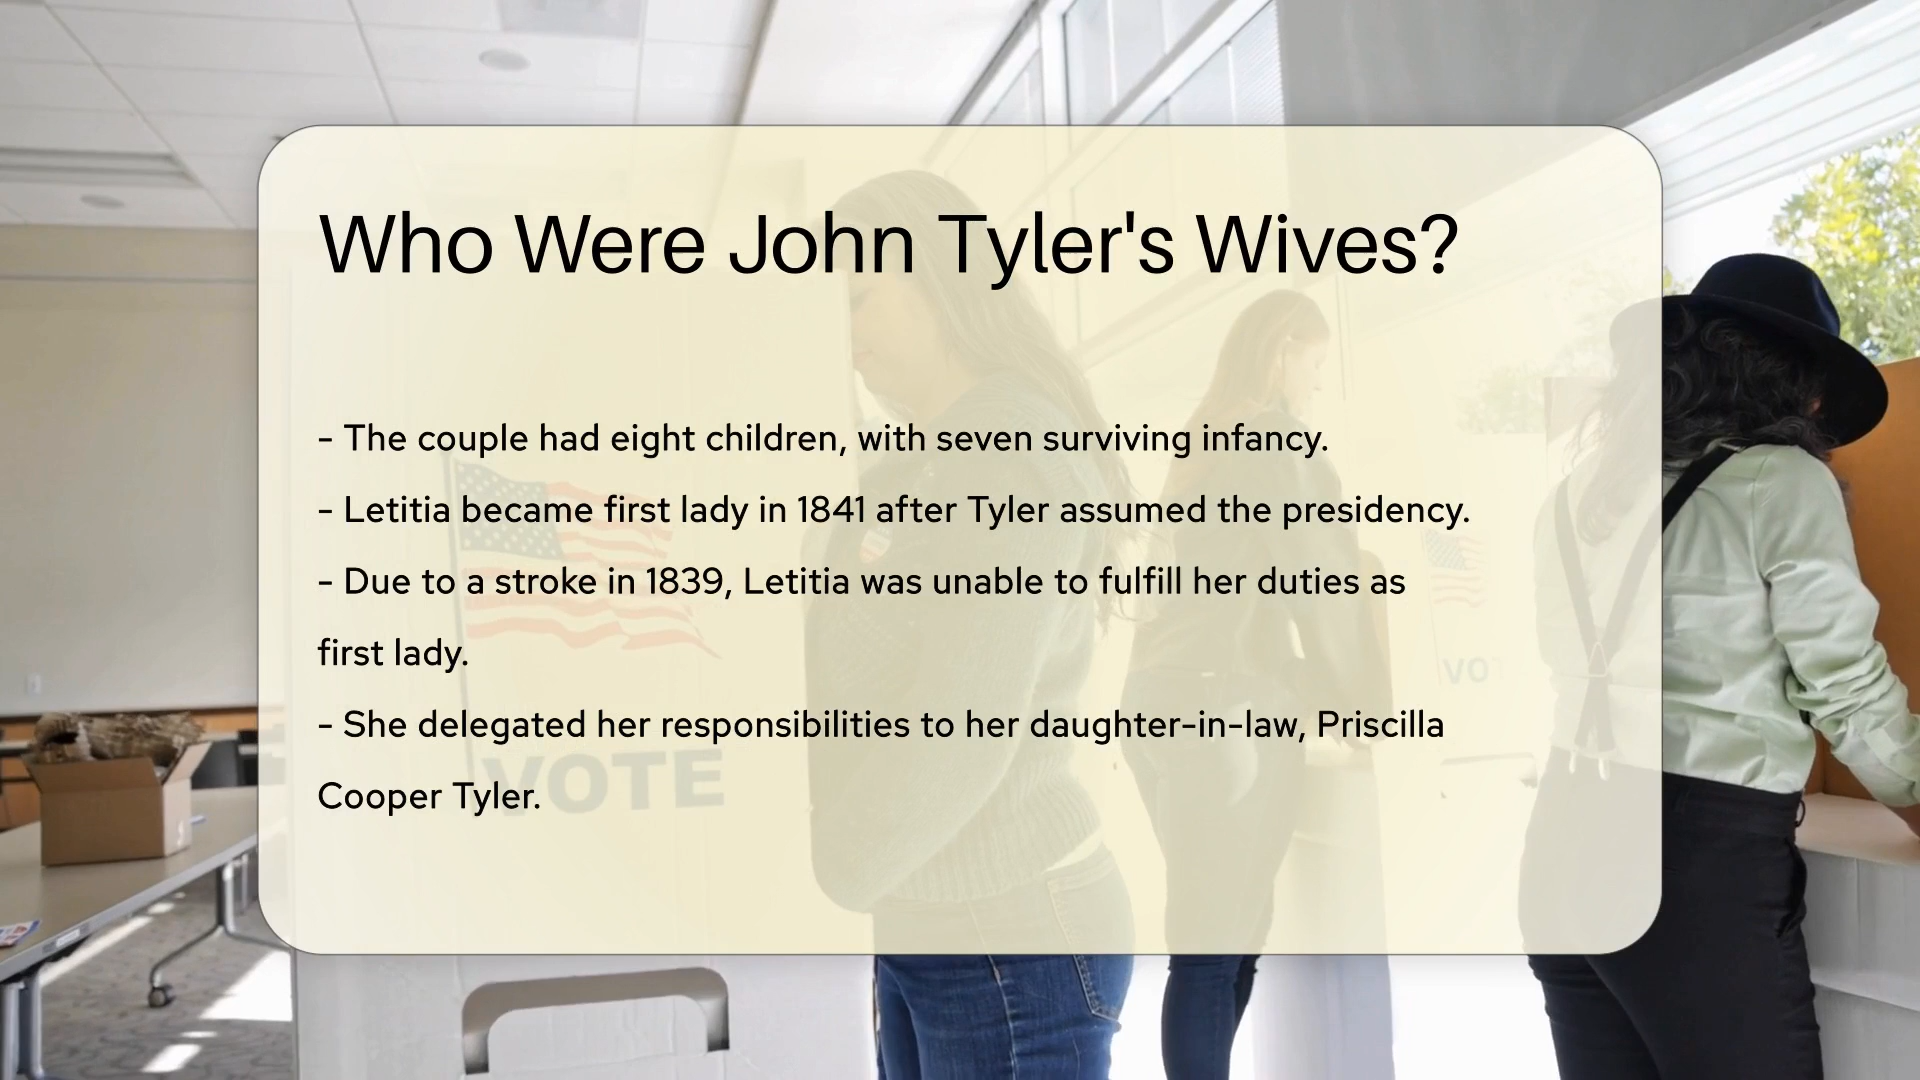 Who Were John Tyler's Wives?
- The couple had eight children, with seven surviving infancy.
- Letitia became first lady in 1841 after Tyler assumed the presidency.
- Due to a stroke in 1839, Letitia was unable to fulfill her duties as
first lady.
- She delegated her responsibilities to her daughter-in-law, Priscilla
Cooper Tyler.
VOTE
VO